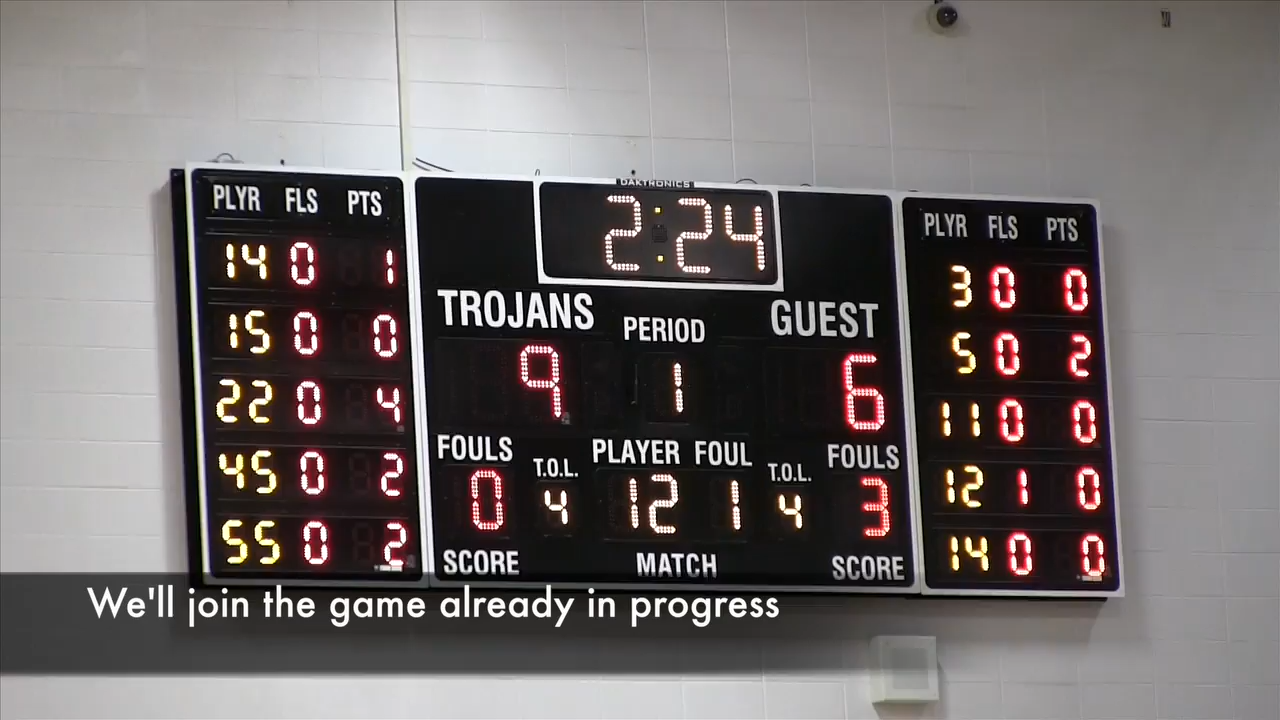 DAKTRONICS
PLYR FLS PTS
14 0 1
15 0 0
22 0 4
45 0 2
55 0 2
2:24
TROJANS PERIOD GUEST
9 1 6
FOULS T.O.L. PLAYER FOUL T.O.L. FOULS
0 4 12 1 4 3
SCORE MATCH SCORE
PLYR FLS PTS
3 0 0
5 0 2
11 0 0
12 1 0
14 0 0
We'll join the game already in progress